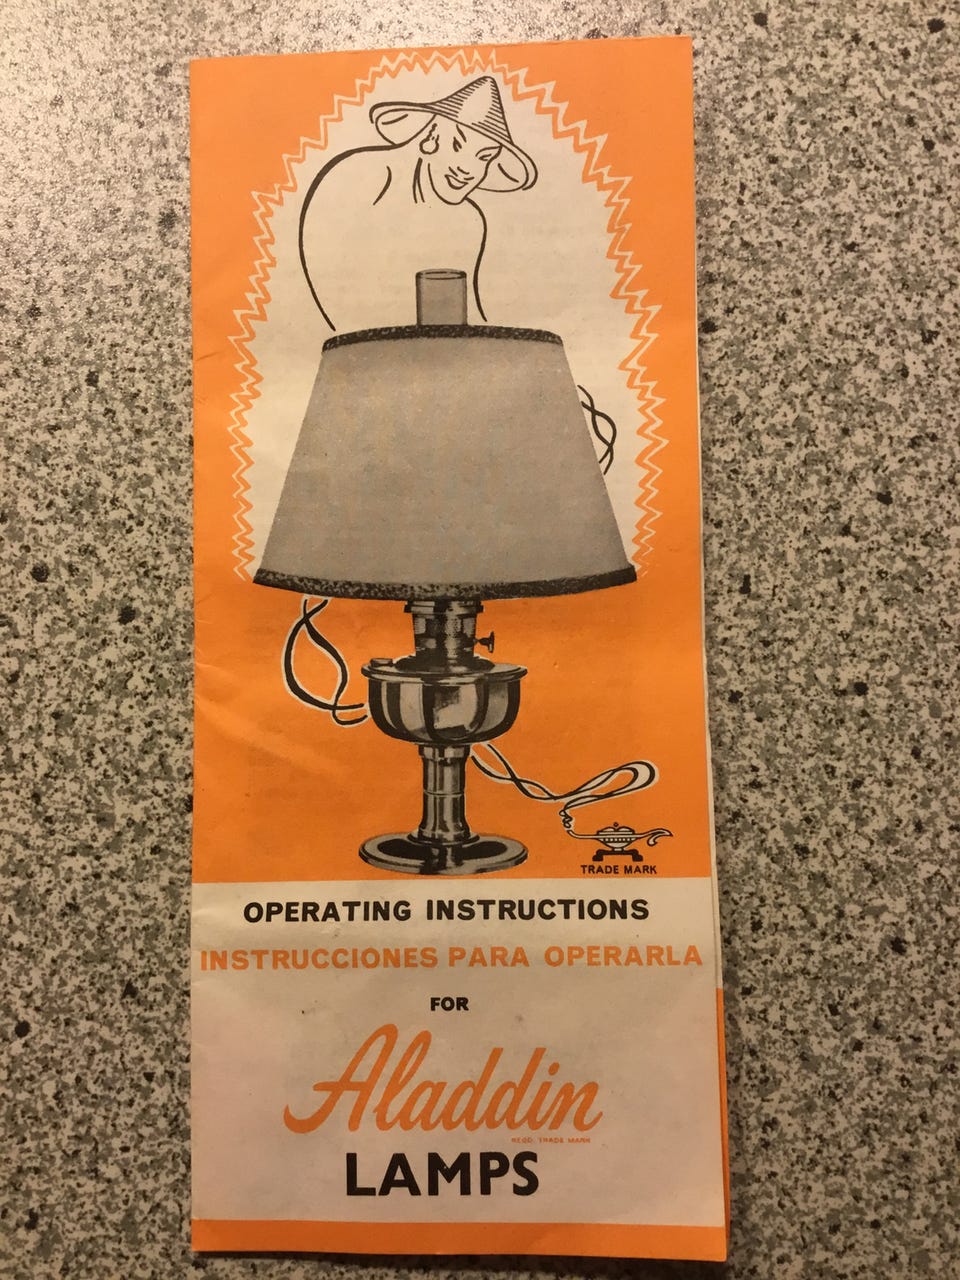 TRADE MARK
OPERATING INSTRUCTIONS
INSTRUCCIONES PARA OPERARLA
FOR
Aladdin
REGD. TRADE MARK
LAMPS